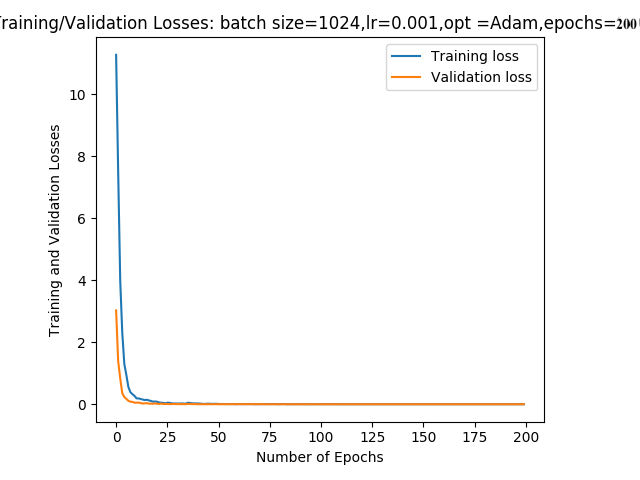 Training/Validation Losses: batch size=1024,lr=0.001,opt =Adam,epochs=200
Training loss
Validation loss
10
8
6
4
2
0
Training and Validation Losses
0 25 50 75 100 125 150 175 200
Number of Epochs